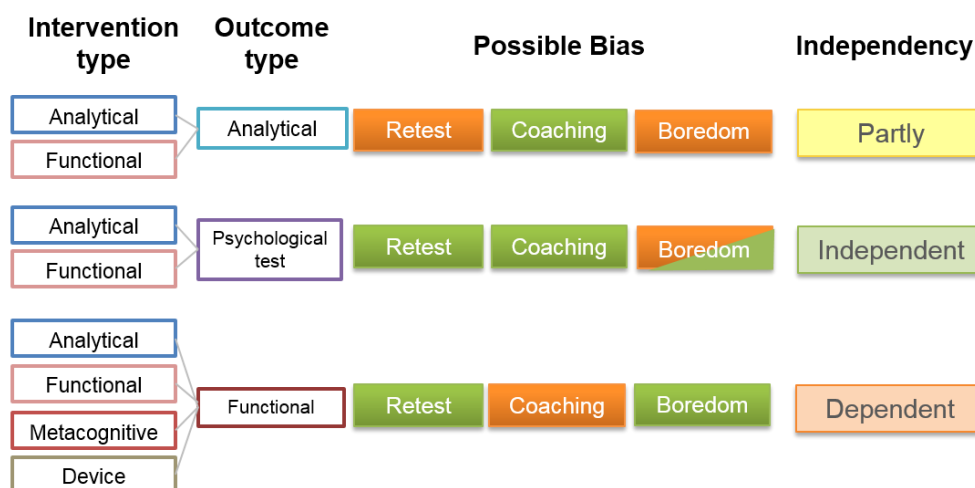 Intervention type
Outcome type
Possible Bias
Independency
Analytical
Functional
Analytical
Retest
Coaching
Boredom
Partly
Analytical
Functional
Psychological
test
Retest
Coaching
Boredom
Independent
Analytical
Functional
Metacognitive
Device
Functional
Retest
Coaching
Boredom
Dependent